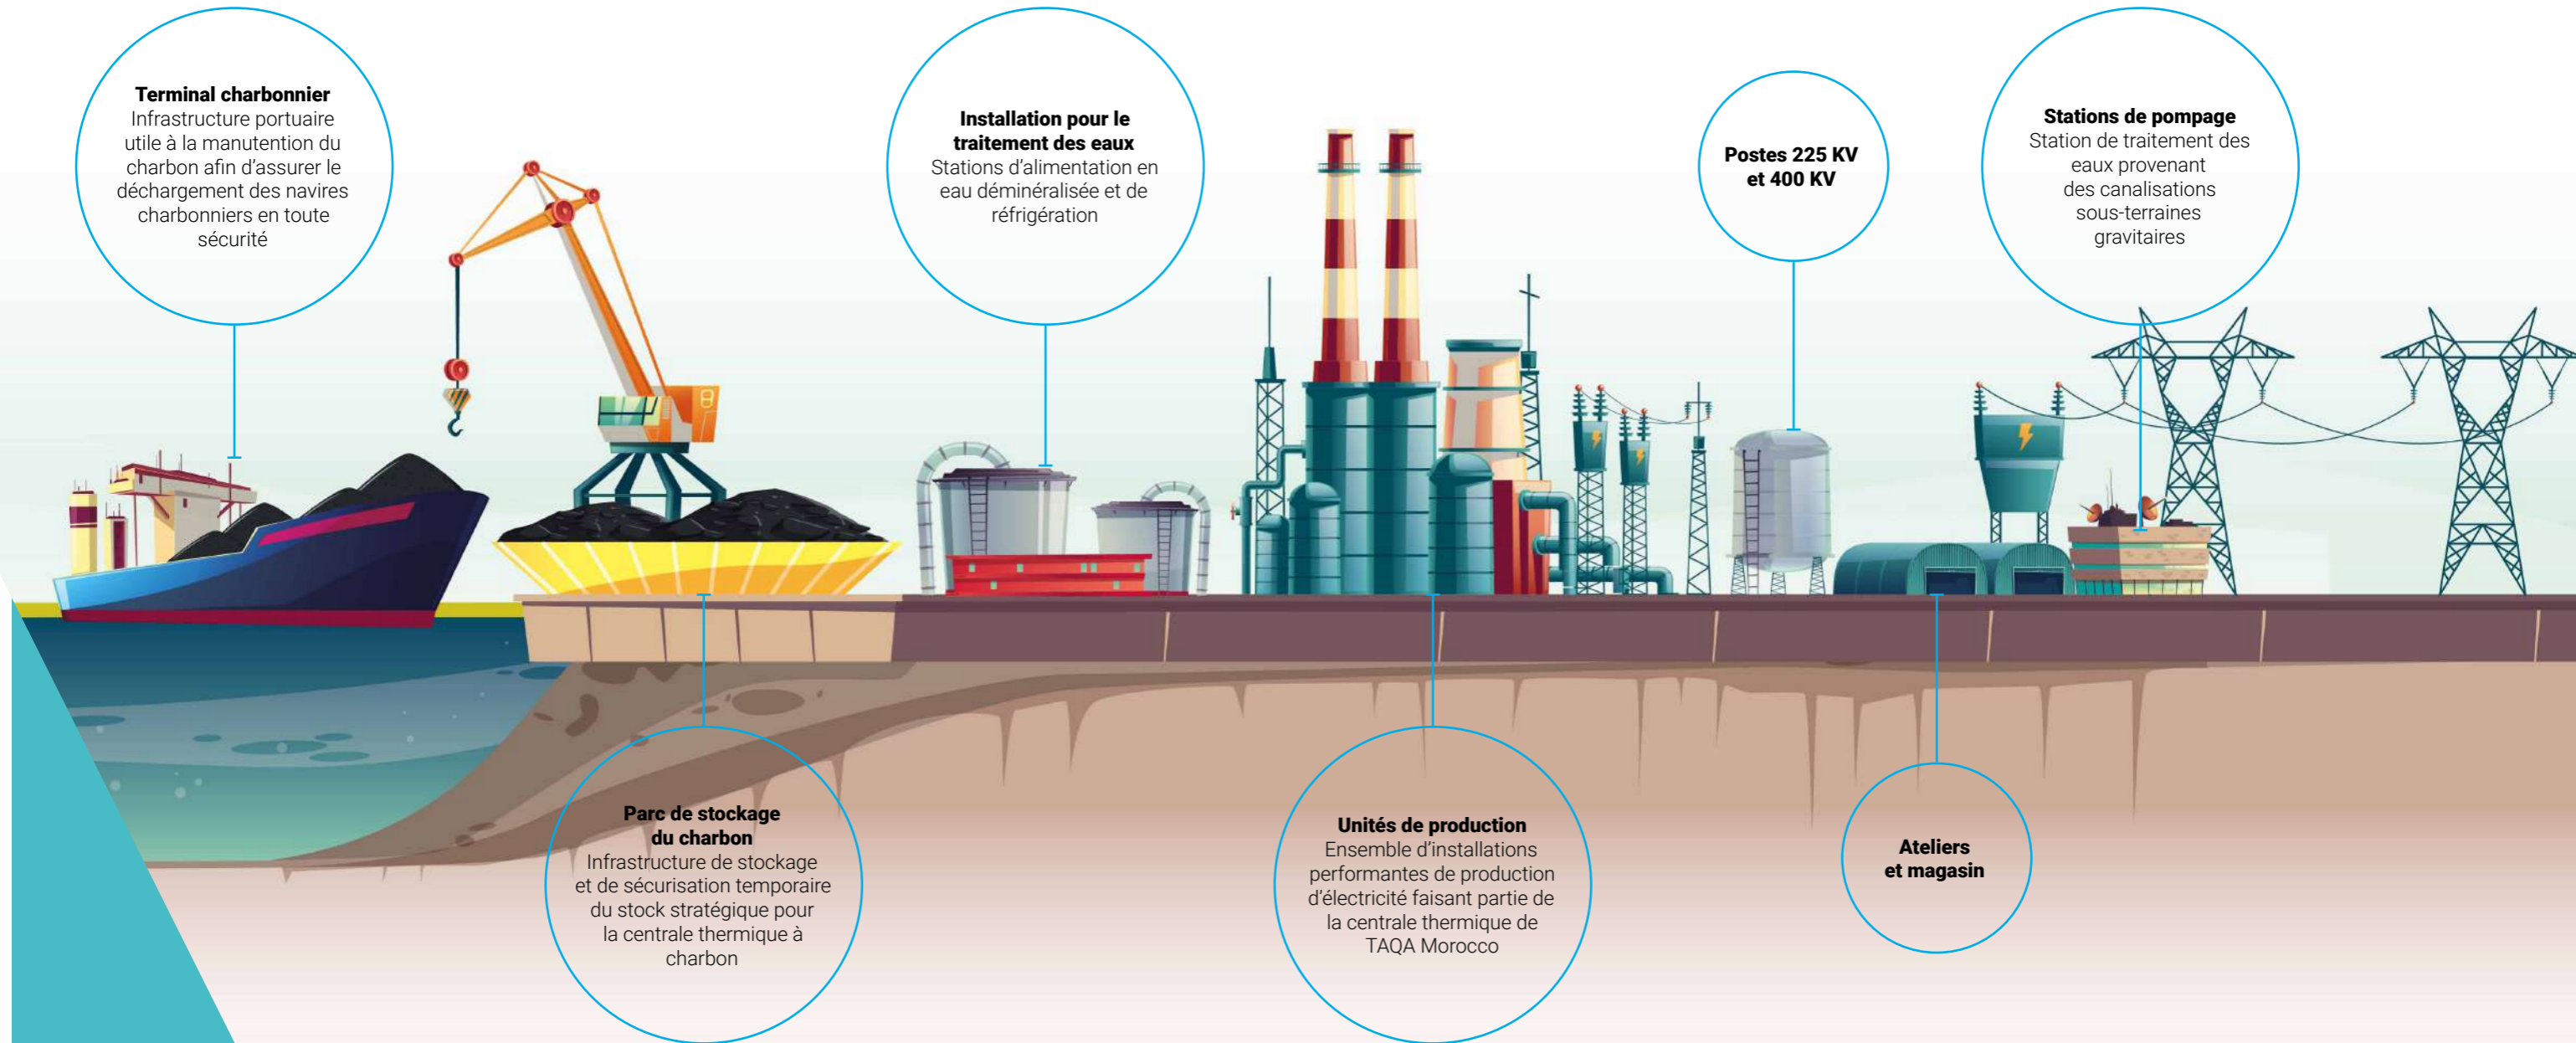 Terminal charbonnier
Infrastructure portuaire
utile à la manutention du
charbon afin d'assurer le
déchargement des navires
charbonniers en toute
sécurité
Installation pour le
traitement des eaux
Stations d'alimentation en
eau déminéralisée et de
réfrigération
Postes 225 KV
et 400 KV
Stations de pompage
Station de traitement des
eaux provenant
des canalisations
sous-terraines
gravitaires
Parc de stockage
du charbon
Infrastructure de stockage
et de sécurisation temporaire
du stock stratégique pour
la centrale thermique à
charbon
Unités de production
Ensemble d'installations
performantes de production
d'électricité faisant partie de
la centrale thermique de
TAQA Morocco
Ateliers
et magasin